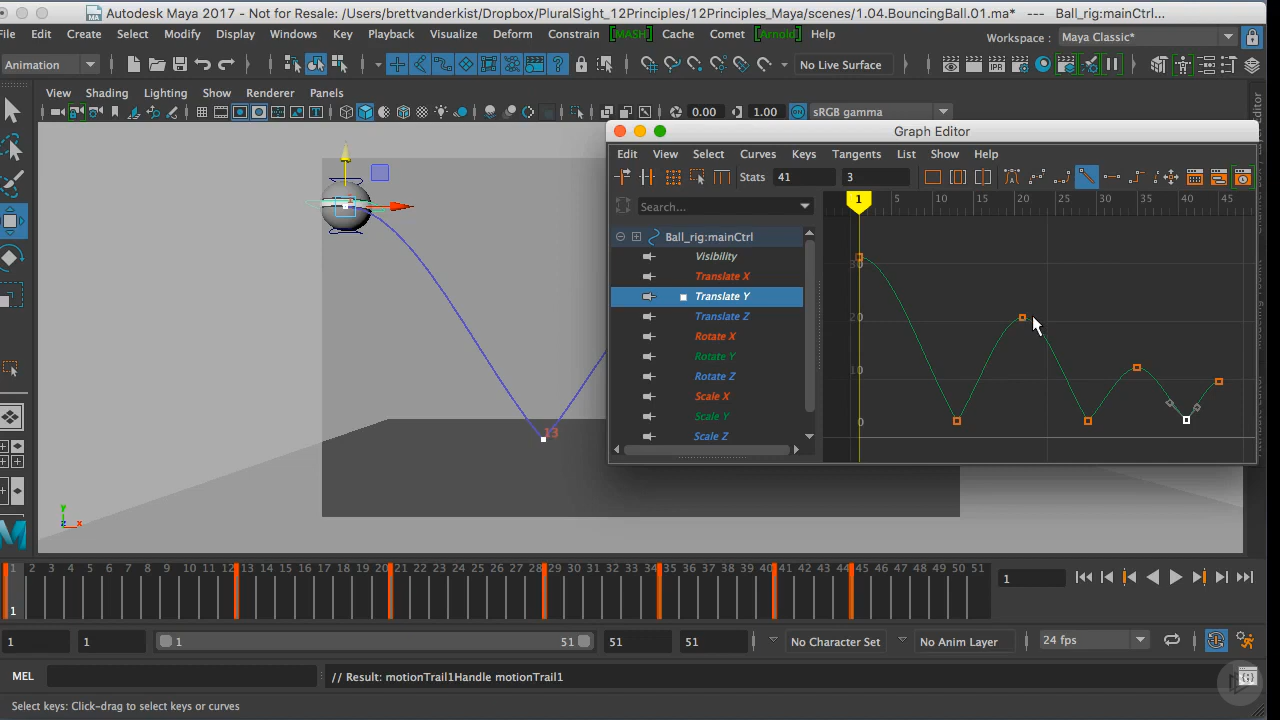 Autodesk Maya 2017 - Not for Resale: /Users/brettvanderkist/Dropbox/PluralSight_12Principles/12Principles_Maya/scenes/1.04.BouncingBall.01.ma* --- Ball_rig:mainCtrl...
File Edit Create Select Modify Display Windows Key Playback Visualize Deform Constrain [MASH] Cache Comet [Arnold] Help Workspace : Maya Classic*
Animation No Live Surface
View Shading Lighting Show Renderer Panels
0.00 1.00 sRGB gamma
Graph Editor
Edit View Select Curves Keys Tangents List Show Help
Stats 41 3
Search...
1 5 10 15 20 25 30 35 40 45
Ball_rig:mainCtrl
Visibility
Translate X
Translate Y
Translate Z
Rotate X
Rotate Y
Rotate Z
Scale X
Scale Y
Scale Z
30
20
10
0
13
y
z x
1 2 3 4 5 6 7 8 9 10 11 12 13 14 15 16 17 18 19 20 21 22 23 24 25 26 27 28 29 30 31 32 33 34 35 36 37 38 39 40 41 42 43 44 45 46 47 48 49 50 51
1 1
1 1 1 51 51 51 No Character Set No Anim Layer 24 fps
MEL // Result: motionTrail1Handle motionTrail1
Select keys: Click-drag to select keys or curves